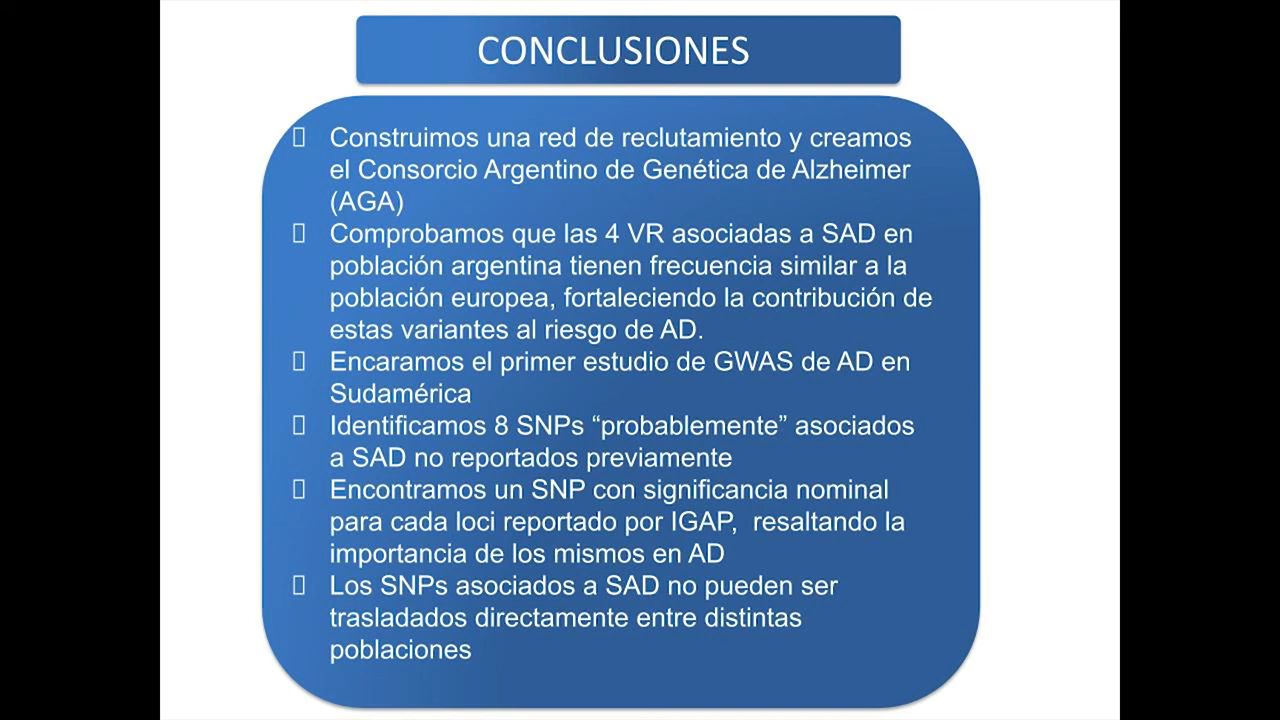 CONCLUSIONES
Construimos una red de reclutamiento y creamos
el Consorcio Argentino de Genética de Alzheimer
(AGA)
Comprobamos que las 4 VR asociadas a SAD en
población argentina tienen frecuencia similar a la
población europea, fortaleciendo la contribución de
estas variantes al riesgo de AD.
Encaramos el primer estudio de GWAS de AD en
Sudamérica
Identificamos 8 SNPs “probablemente” asociados
a SAD no reportados previamente
Encontramos un SNP con significancia nominal
para cada loci reportado por IGAP,  resaltando la
importancia de los mismos en AD
Los SNPs asociados a SAD no pueden ser
trasladados directamente entre distintas
poblaciones